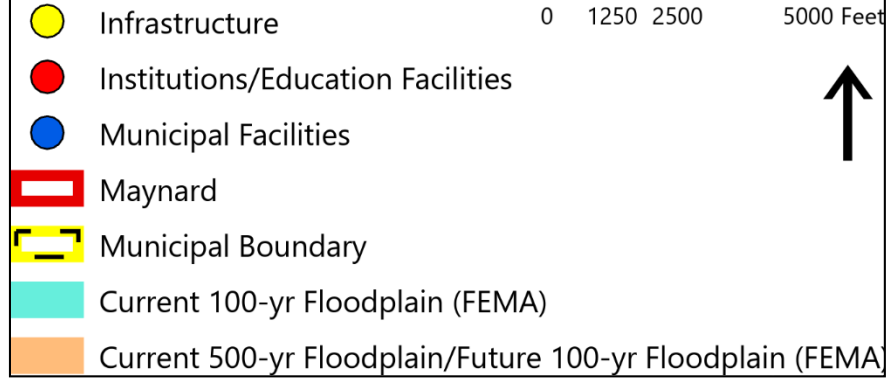 Infrastructure
0 1250 2500 5000 Feet
Institutions/Education Facilities
Municipal Facilities
Maynard
Municipal Boundary
Current 100-yr Floodplain (FEMA)
Current 500-yr Floodplain/Future 100-yr Floodplain (FEMA)